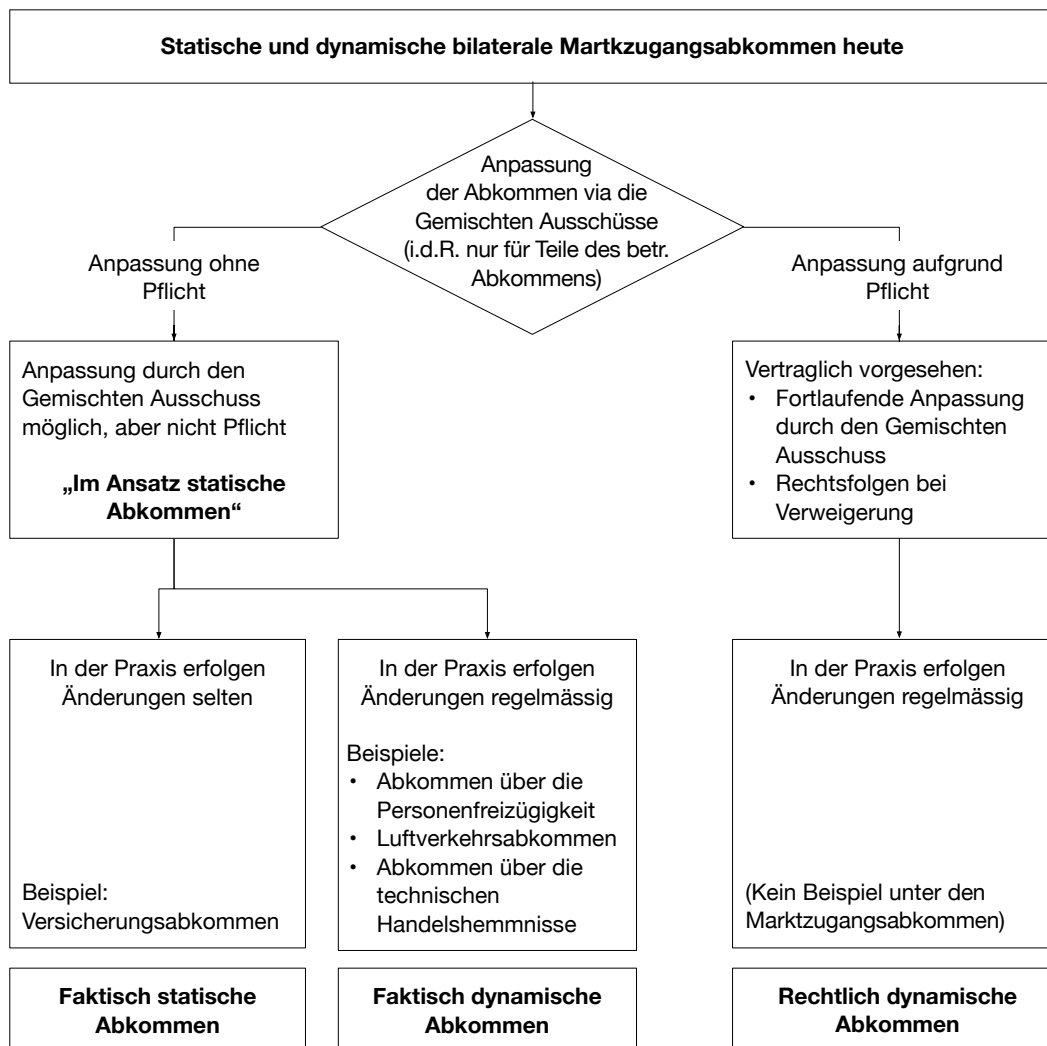 Statische und dynamische bilaterale Martkzugangsabkommen heute
Anpassung
der Abkommen via die
Gemischten Ausschüsse
(i.d.R. nur für Teile des betr.
Abkommens)
Anpassung ohne
Pflicht
Anpassung aufgrund
Pflicht
Anpassung durch den
Gemischten Ausschuss
möglich, aber nicht Pflicht
„Im Ansatz statische
Abkommen“
Vertraglich vorgesehen:
• Fortlaufende Anpassung
durch den Gemischten
Ausschuss
• Rechtsfolgen bei
Verweigerung
In der Praxis erfolgen
Änderungen selten
Beispiel:
Versicherungsabkommen
In der Praxis erfolgen
Änderungen regelmässig
Beispiele:
• Abkommen über die
Personenfreizügigkeit
• Luftverkehrsabkommen
• Abkommen über die
technischen
Handelshemmnisse
In der Praxis erfolgen
Änderungen regelmässig
(Kein Beispiel unter den
Marktzugangsabkommen)
Faktisch statische
Abkommen
Faktisch dynamische
Abkommen
Rechtlich dynamische
Abkommen